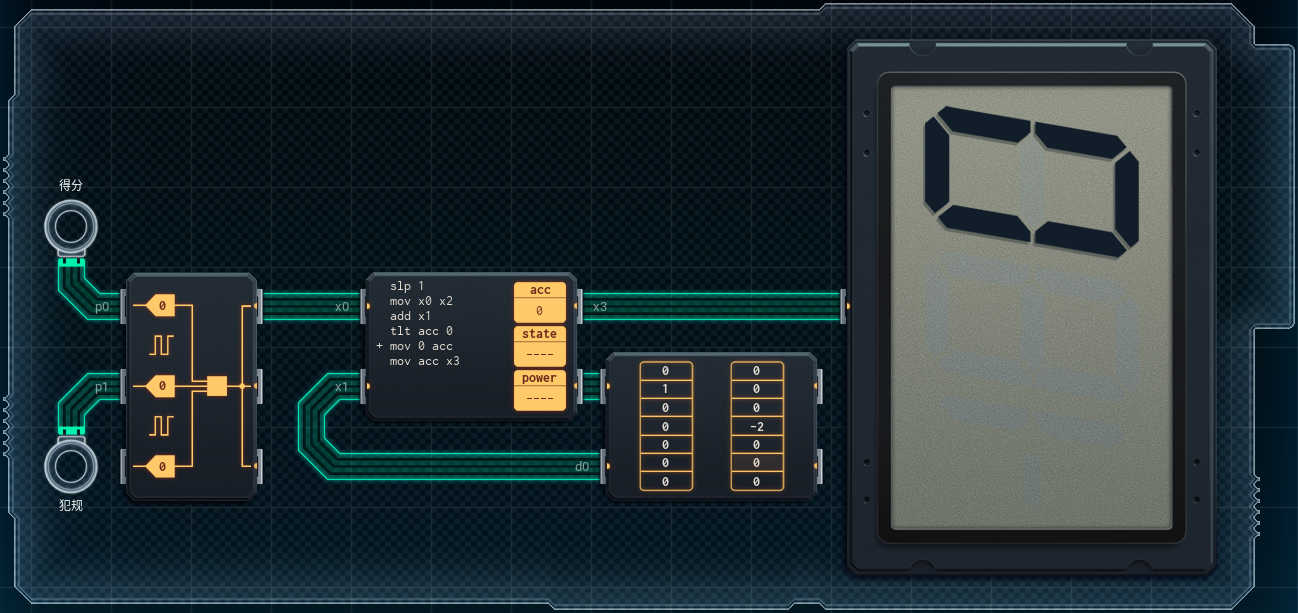 得分
p0
0
0
p1
0
犯规
x0
x1
slp 1
mov x0 x2
add x1
tlt acc 0
+ mov 0 acc
mov acc x3
acc
0
state
----
power
----
x3
d0
0
1
0
0
0
0
0
0
0
0
-2
0
0
0
0